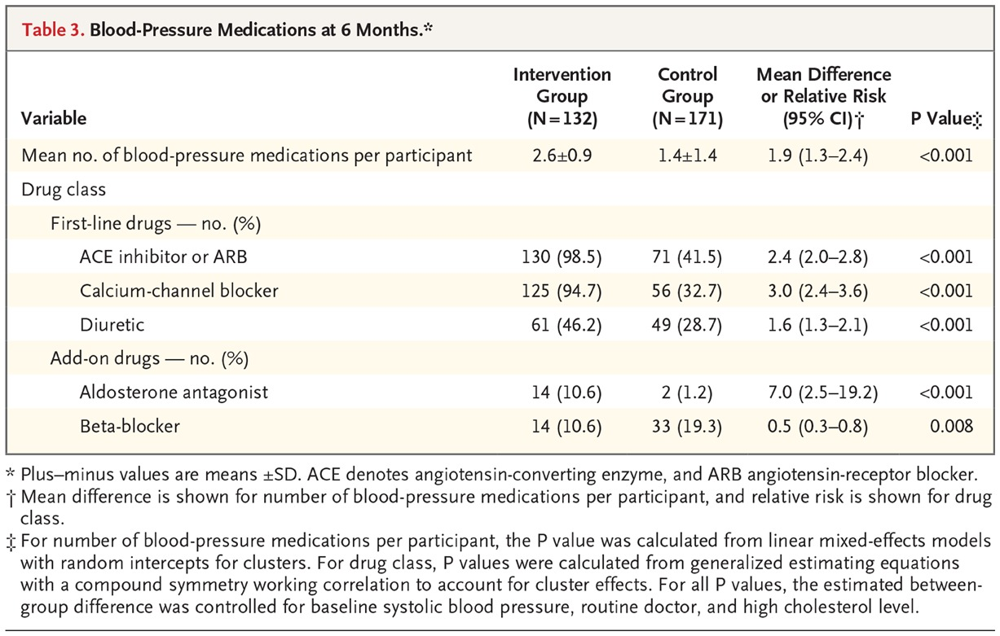 Table 3. Blood-Pressure Medications at 6 Months.*
Variable Intervention Group (N=132) Control Group (N=171) Mean Difference or Relative Risk (95% CI)† P Value‡
Mean no. of blood-pressure medications per participant 2.6±0.9 1.4±1.4 1.9 (1.3–2.4) <0.001
Drug class
First-line drugs — no. (%)
ACE inhibitor or ARB 130 (98.5) 71 (41.5) 2.4 (2.0–2.8) <0.001
Calcium-channel blocker 125 (94.7) 56 (32.7) 3.0 (2.4–3.6) <0.001
Diuretic 61 (46.2) 49 (28.7) 1.6 (1.3–2.1) <0.001
Add-on drugs — no. (%)
Aldosterone antagonist 14 (10.6) 2 (1.2) 7.0 (2.5–19.2) <0.001
Beta-blocker 14 (10.6) 33 (19.3) 0.5 (0.3–0.8) 0.008
* Plus–minus values are means ±SD. ACE denotes angiotensin-converting enzyme, and ARB angiotensin-receptor blocker.
† Mean difference is shown for number of blood-pressure medications per participant, and relative risk is shown for drug
class.
‡ For number of blood-pressure medications per participant, the P value was calculated from linear mixed-effects models
with random intercepts for clusters. For drug class, P values were calculated from generalized estimating equations
with a compound symmetry working correlation to account for cluster effects. For all P values, the estimated between-
group difference was controlled for baseline systolic blood pressure, routine doctor, and high cholesterol level.